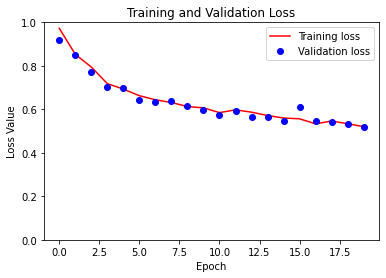 Training and Validation Loss
Training loss
Validation loss
Loss Value
1.0
0.8
0.6
0.4
0.2
0.0
0.0 2.5 5.0 7.5 10.0 12.5 15.0 17.5
Epoch